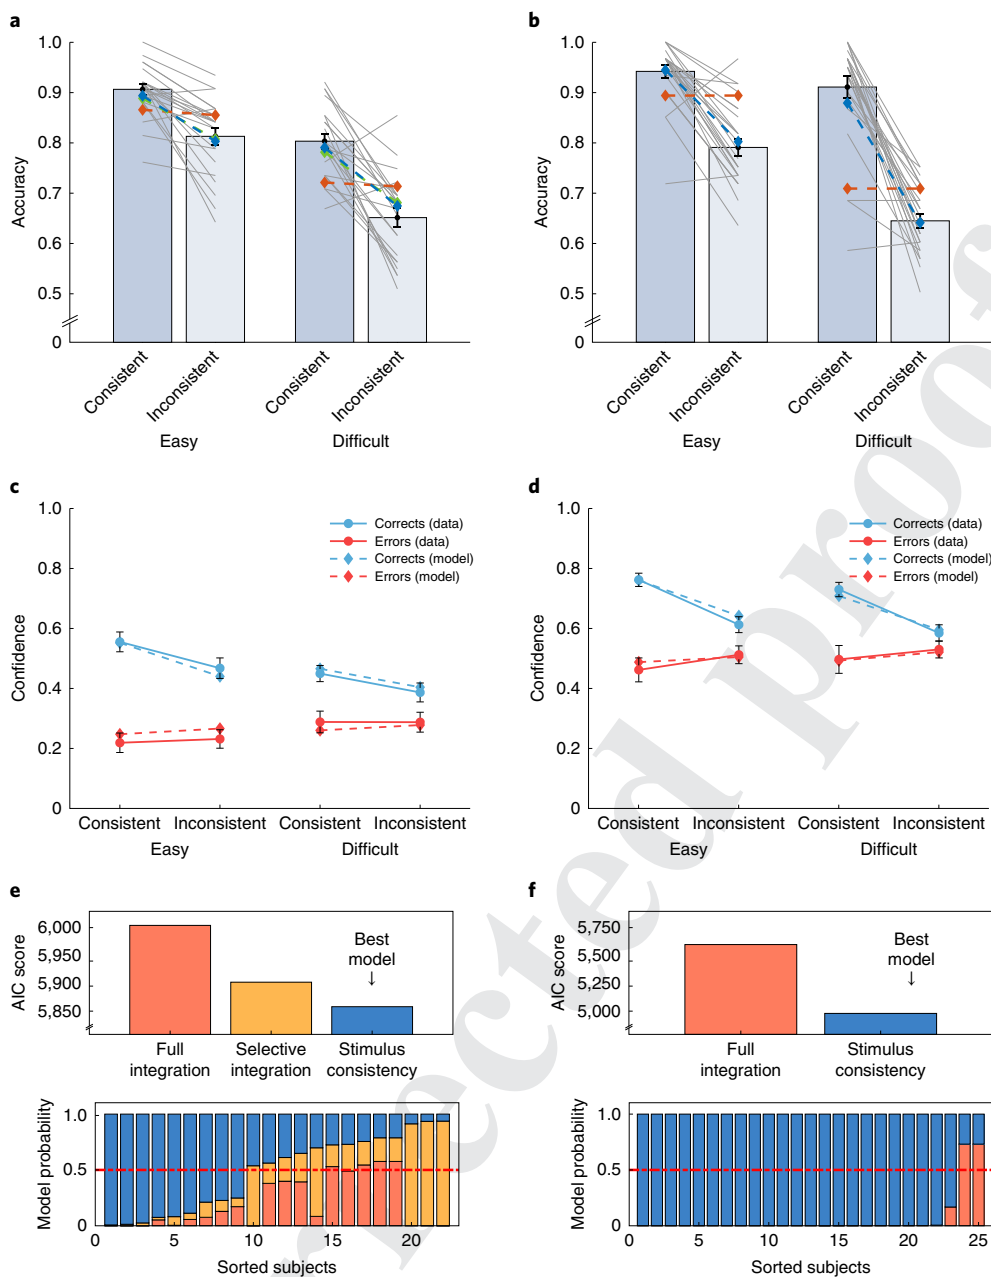 a
1.0
0.9
0.8
0.7
0.6
0.5
0
Accuracy
Consistent
Inconsistent
Consistent
Inconsistent
Easy
Difficult
b
1.0
0.9
0.8
0.7
0.6
0.5
0
Accuracy
Consistent
Inconsistent
Consistent
Inconsistent
Easy
Difficult
c
1.0
0.8
0.6
0.4
0.2
0
Confidence
Corrects (data)
Errors (data)
Corrects (model)
Errors (model)
Consistent Inconsistent Consistent Inconsistent
Easy Difficult
d
1.0
0.8
0.6
0.4
0.2
0
Confidence
Corrects (data)
Errors (data)
Corrects (model)
Errors (model)
Consistent Inconsistent Consistent Inconsistent
Easy Difficult
e
6,000
5,950
5,900
5,850
AIC score
Best
model
↓
Full
integration
Selective
integration
Stimulus
consistency
1.0
0.5
0
Model probability
0 5 10 15 20
Sorted subjects
f
5,750
5,500
5,250
5,000
AIC score
Best
model
↓
Full
integration
Stimulus
consistency
1.0
0.5
0
Model probability
0 5 10 15 20 25
Sorted subjects